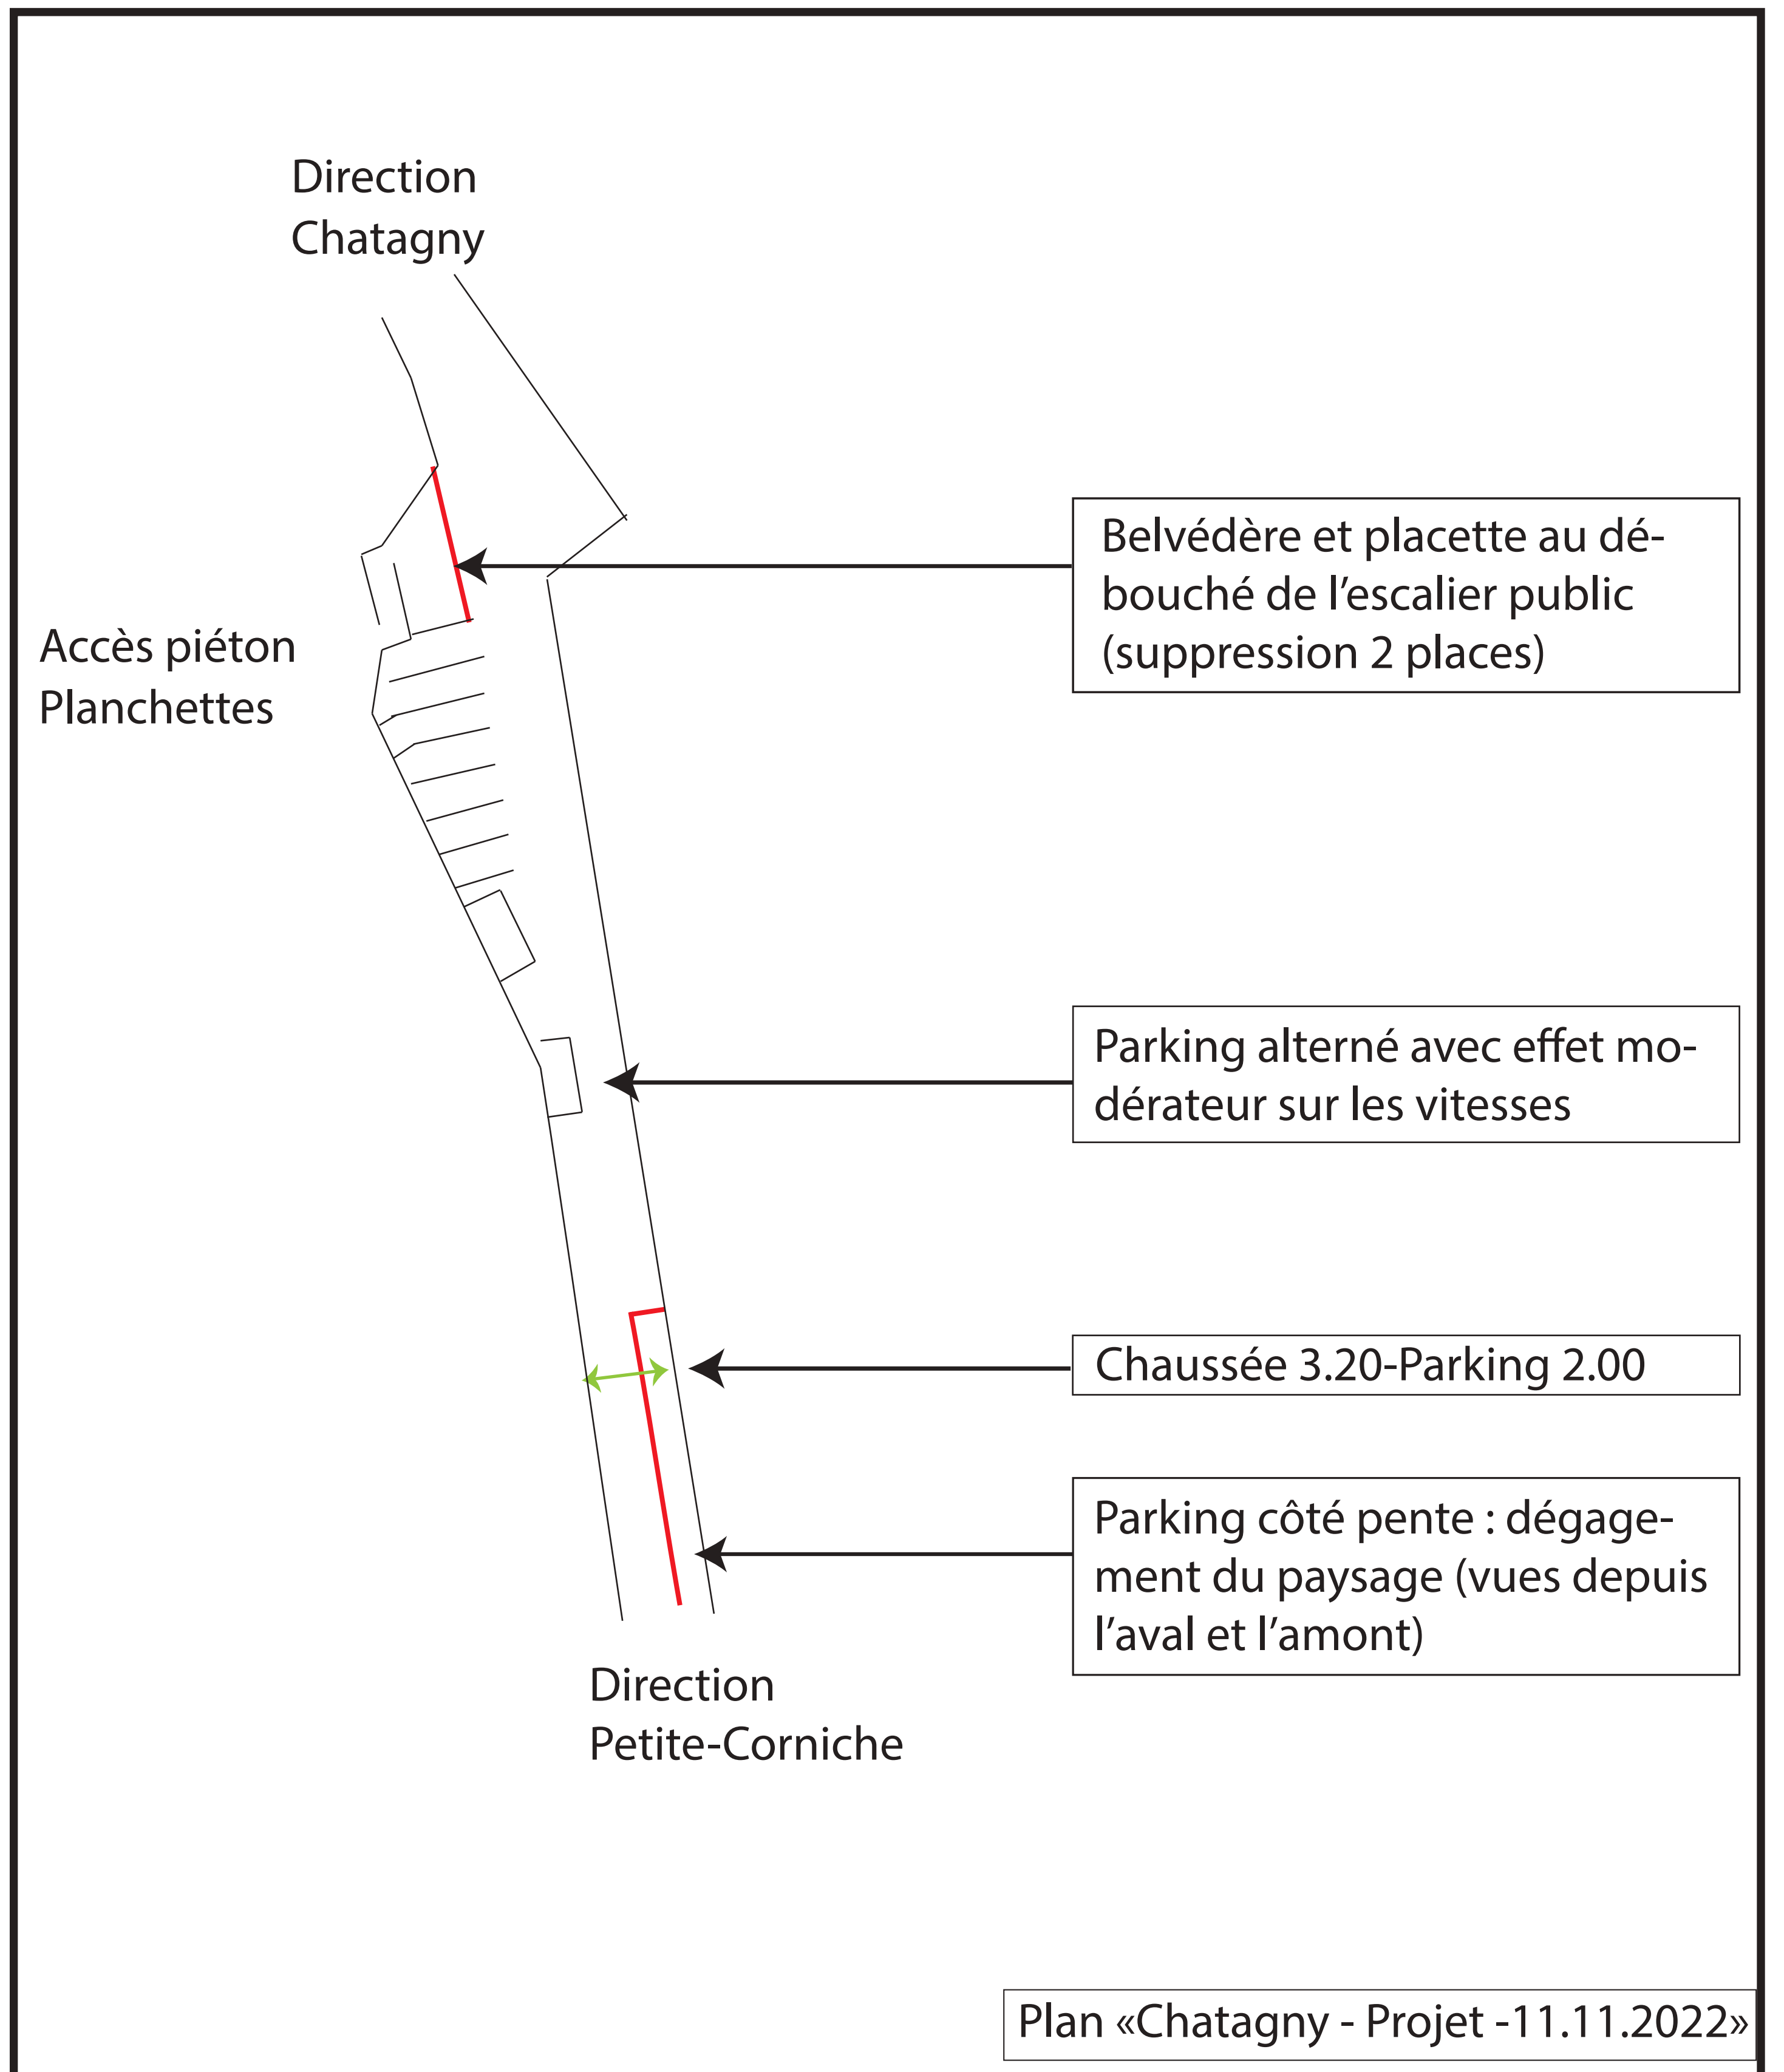 Direction
Chatagny
Belvédère et placette au dé-
bouché de l'escalier public
(suppression 2 places)
Accès piéton
Planchettes
Parking alterné avec effet mo-
dérateur sur les vitesses
Chaussée 3.20-Parking 2.00
Parking côté pente : dégage-
ment du paysage (vues depuis
l'aval et l'amont)
Direction
Petite-Corniche
Plan «Chatagny - Projet -11.11.2022»